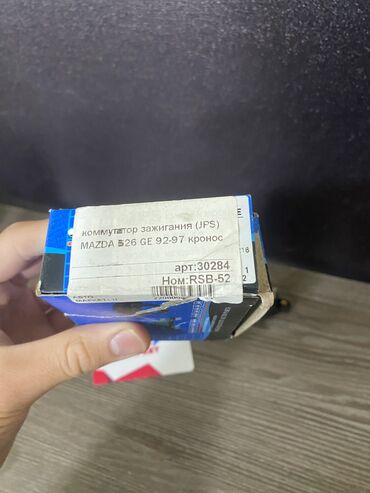 коммутатор зажигания (JPS)
MAZDA 626 GE 92-97 кронос
арт:30284
Ном:RSB-52